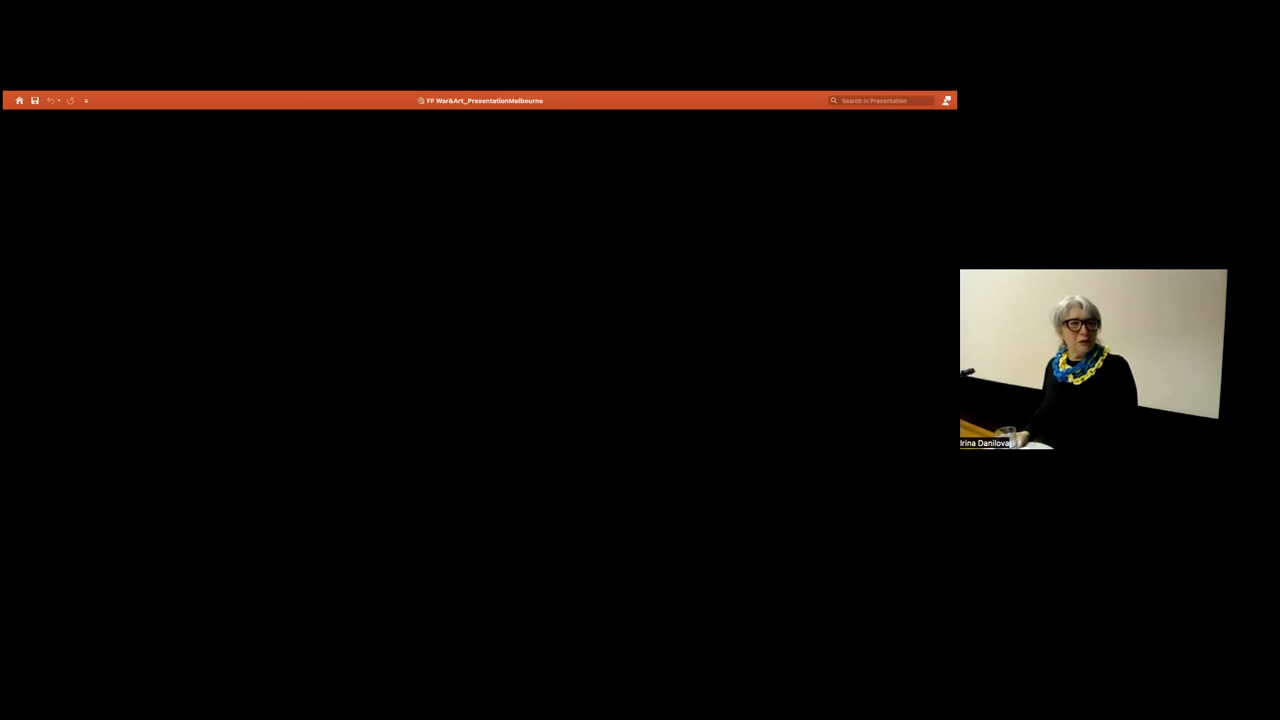 FF War&Art_PresentationMelbourne
Search in Presentation
Irina Danilova